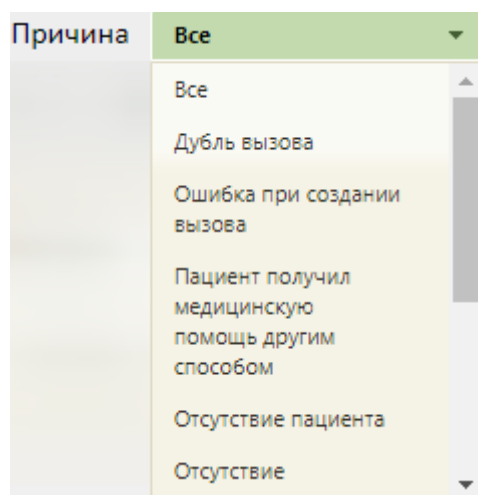 Причина Все
Все
Дубль вызова
Ошибка при создании
вызова
Пациент получил
медицинскую
помощь другим
способом
Отсутствие пациента
Отсутствие